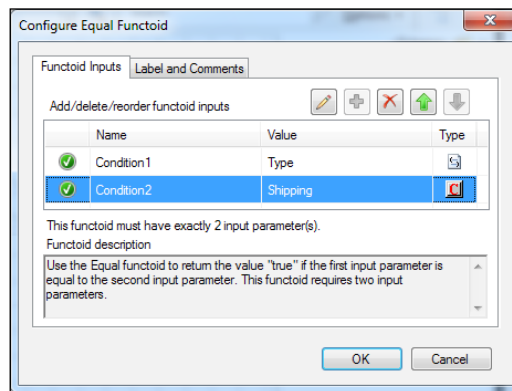 Configure Equal Functoid
Functoid Inputs
Label and Comments
Add/delete/reorder functoid inputs
Name Value Type
Condition1 Type
Condition2 Shipping C
This functoid must have exactly 2 input parameter(s).
Functoid description
Use the Equal functoid to return the value "true" if the first input parameter is
equal to the second input parameter. This functoid requires two input
parameters.
OK Cancel